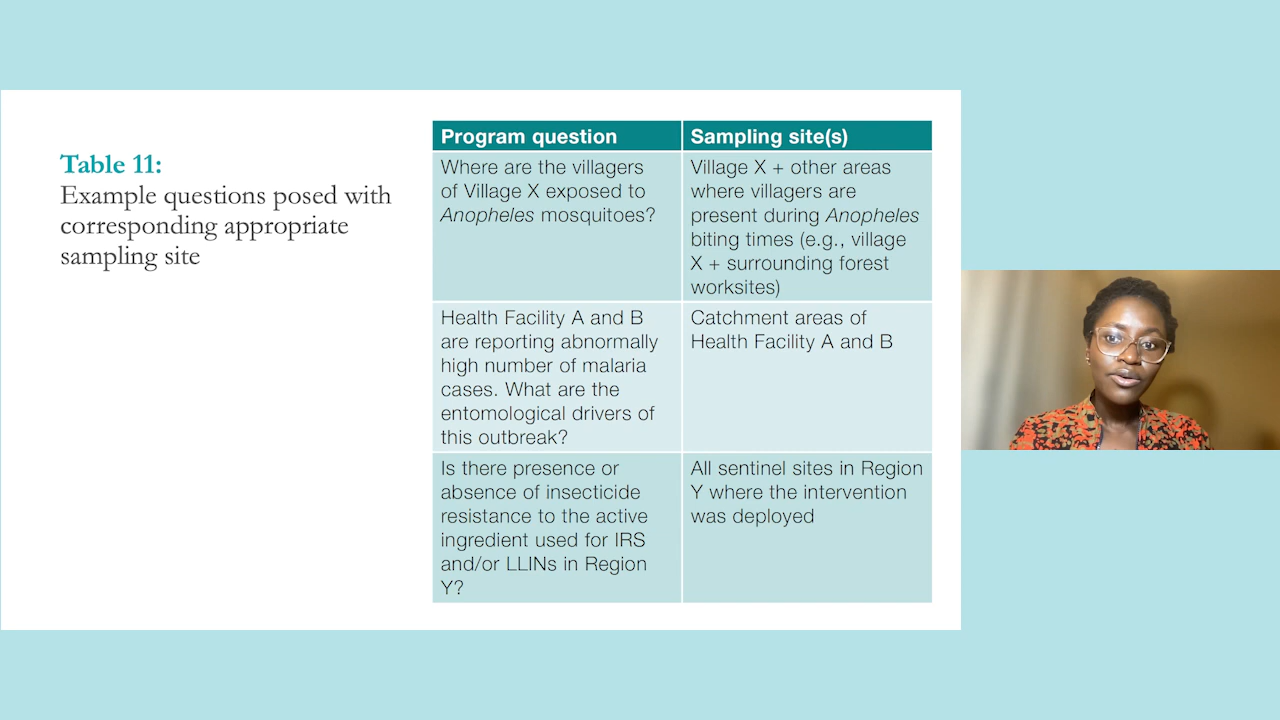 Table 11:
Example questions posed with
corresponding appropriate
sampling site
Program question
Sampling site(s)
Where are the villagers
of Village X exposed to
Anopheles mosquitoes?
Village X + other areas
where villagers are
present during Anopheles
biting times (e.g., village
X + surrounding forest
worksites)
Health Facility A and B
are reporting abnormally
high number of malaria
cases. What are the
entomological drivers of
this outbreak?
Catchment areas of
Health Facility A and B
Is there presence or
absence of insecticide
resistance to the active
ingredient used for IRS
and/or LLINs in Region
Y?
All sentinel sites in Region
Y where the intervention
was deployed